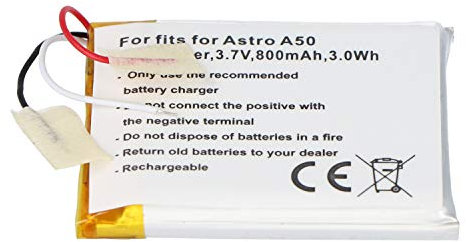 For fits for Astro A50
,3.7V,800mAh,3.0Wh
- Only use the recommended
battery charger
- Do not connect the positive with
the negative terminal
- Do not dispose of batteries in a fire
- Return old batteries to your dealer
- Rechargeable
CE